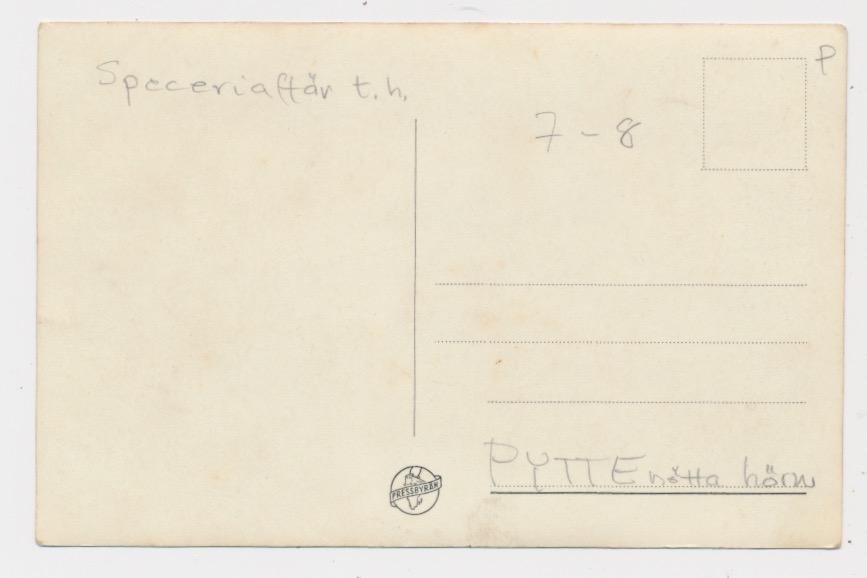 Speceriaffär t.h.
P
7-8
PYTTE nötta hörn
PRESSBYRÅN